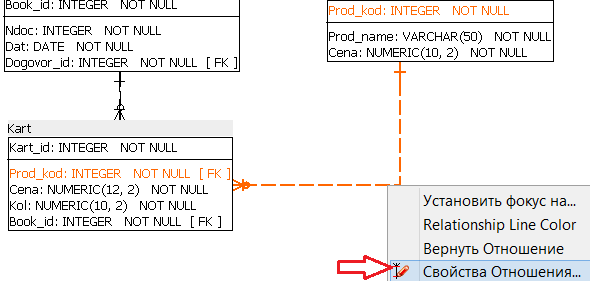 Book_id: INTEGER NOT NULL
Ndoc: INTEGER NOT NULL
Dat: DATE NOT NULL
Dogovor_id: INTEGER NOT NULL [ FK ]
Prod_kod: INTEGER NOT NULL
Prod_name: VARCHAR(50) NOT NULL
Cena: NUMERIC(10, 2) NOT NULL
Kart
Kart_id: INTEGER NOT NULL
Prod_kod: INTEGER NOT NULL [ FK ]
Cena: NUMERIC(12, 2) NOT NULL
Kol: NUMERIC(10, 2) NOT NULL
Book_id: INTEGER NOT NULL [ FK ]
Установить фокус на...
Relationship Line Color
Вернуть Отношение
Свойства Отношения...